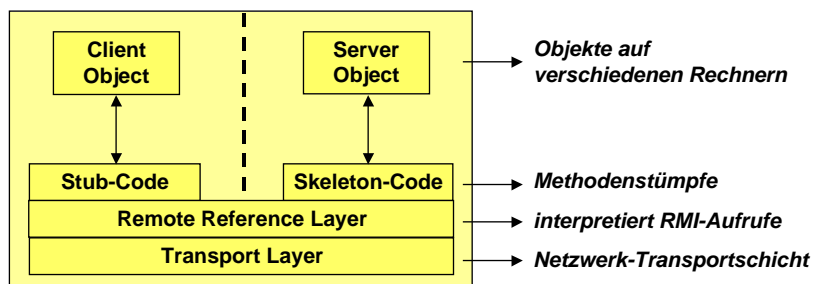 Client
Object
Server
Object
Objekte auf
verschiedenen Rechnern
Stub-Code
Skeleton-Code
Methodenstümpfe
Remote Reference Layer
interpretiert RMI-Aufrufe
Transport Layer
Netzwerk-Transportschicht